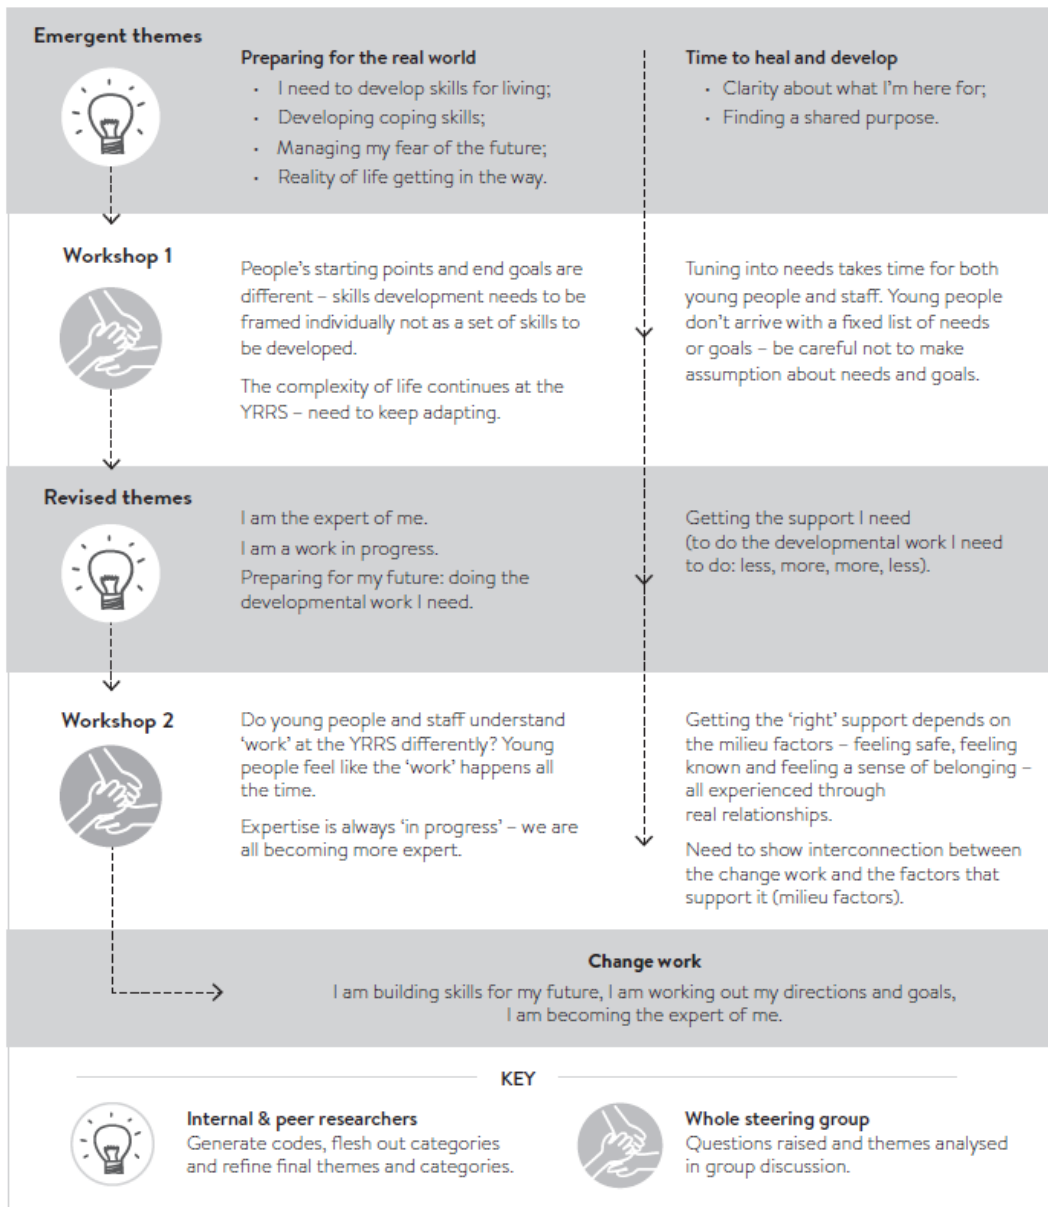 Emergent themes
Preparing for the real world
• I need to develop skills for living;
• Developing coping skills;
• Managing my fear of the future;
• Reality of life getting in the way.
Time to heal and develop
• Clarity about what I'm here for;
• Finding a shared purpose.
Workshop 1
People's starting points and end goals are
different – skills development needs to be
framed individually not as a set of skills to
be developed.
The complexity of life continues at the
YRRS – need to keep adapting.
Tuning into needs takes time for both
young people and staff. Young people
don't arrive with a fixed list of needs
or goals – be careful not to make
assumption about needs and goals.
Revised themes
I am the expert of me.
I am a work in progress.
Preparing for my future: doing the
developmental work I need.
Getting the support I need
(to do the developmental work I need
to do: less, more, more, less).
Workshop 2
Do young people and staff understand
'work' at the YRRS differently? Young
people feel like the 'work' happens all
the time.
Expertise is always 'in progress' – we are
all becoming more expert.
Getting the 'right' support depends on
the milieu factors – feeling safe, feeling
known and feeling a sense of belonging –
all experienced through
real relationships.
Need to show interconnection between
the change work and the factors that
support it (milieu factors).
Change work
I am building skills for my future, I am working out my directions and goals,
I am becoming the expert of me.
KEY
Internal & peer researchers
Generate codes, flesh out categories
and refine final themes and categories.
Whole steering group
Questions raised and themes analysed
in group discussion.